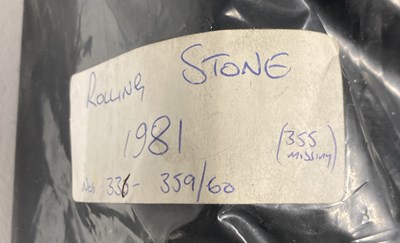 ROLLING STONE
1981 (355
Nos 336 - 359/60 MISSING)